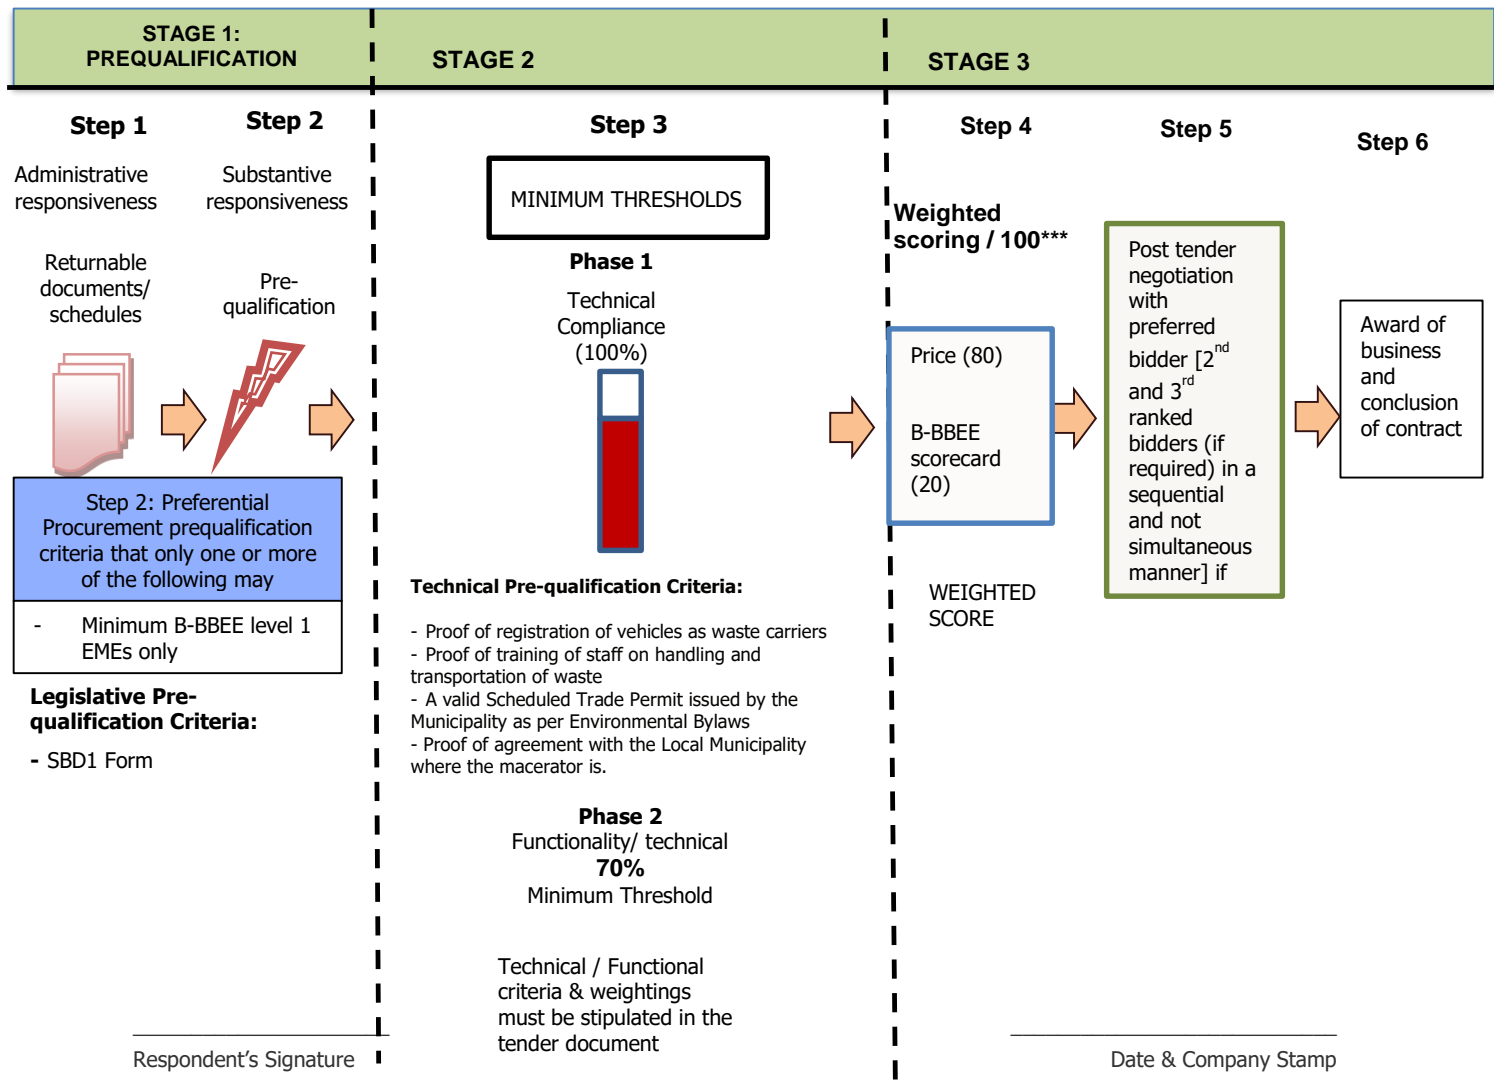 STAGE 1:
PREQUALIFICATION
STAGE 2
STAGE 3
Step 1
Administrative
responsiveness
Returnable
documents/
schedules
Step 2
Substantive
responsiveness
Pre-
qualification
Step 2: Preferential
Procurement prequalification
criteria that only one or more
of the following may
- Minimum B-BBEE level 1
EMEs only
Legislative Pre-
qualification Criteria:
- SBD1 Form
Step 3
MINIMUM THRESHOLDS
Phase 1
Technical
Compliance
(100%)
Technical Pre-qualification Criteria:
- Proof of registration of vehicles as waste carriers
- Proof of training of staff on handling and
transportation of waste
- A valid Scheduled Trade Permit issued by the
Municipality as per Environmental Bylaws
- Proof of agreement with the Local Municipality
where the macerator is.
Phase 2
Functionality/ technical
70%
Minimum Threshold
Technical / Functional
criteria & weightings
must be stipulated in the
tender document
Step 4
Weighted
scoring / 100***
Price (80)
B-BBEE
scorecard
(20)
WEIGHTED
SCORE
Step 5
Post tender
negotiation
with
preferred
bidder [2nd
and 3rd
ranked
bidders (if
required) in a
sequential
and not
simultaneous
manner] if
Step 6
Award of
business
and
conclusion
of contract
Respondent's Signature
Date & Company Stamp